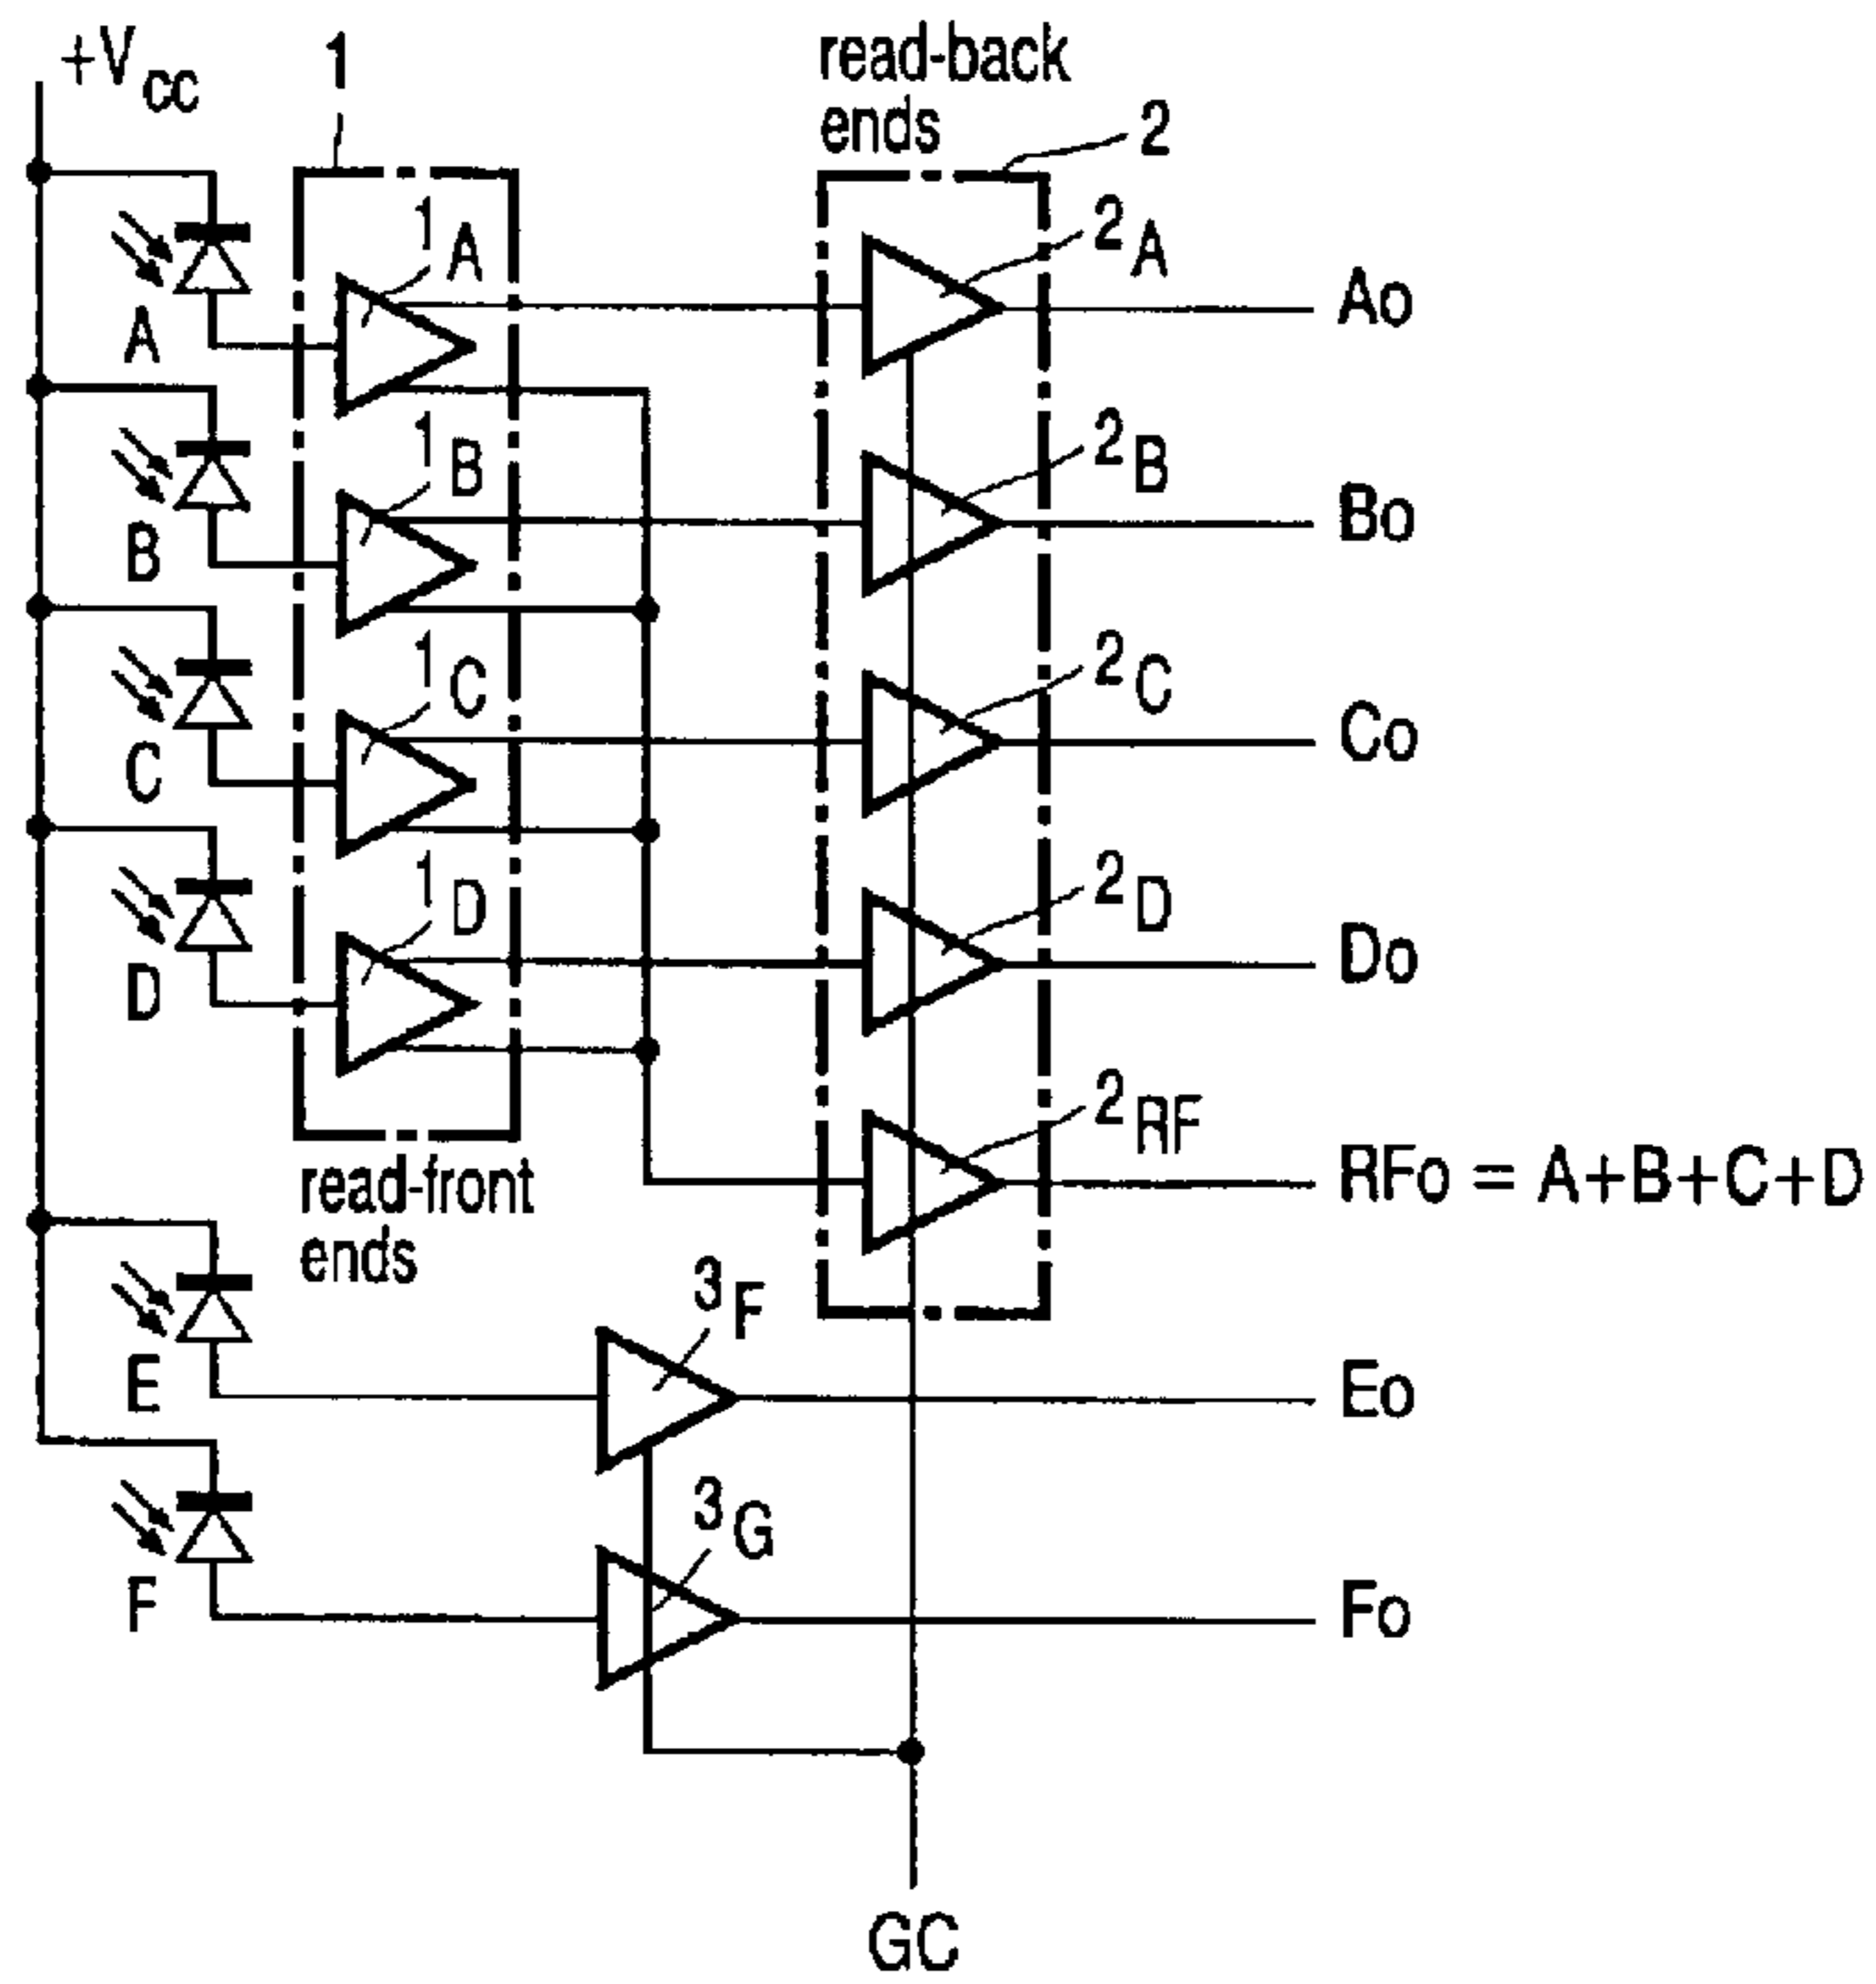 +Vcc
1
read-back
ends
2
1A
2A
Ao
A
1B
2B
Bo
B
1C
2C
Co
C
1D
2D
Do
D
2RF
RFo = A+B+C+D
read-front
ends
3F
E
Eo
3G
F
Fo
GC